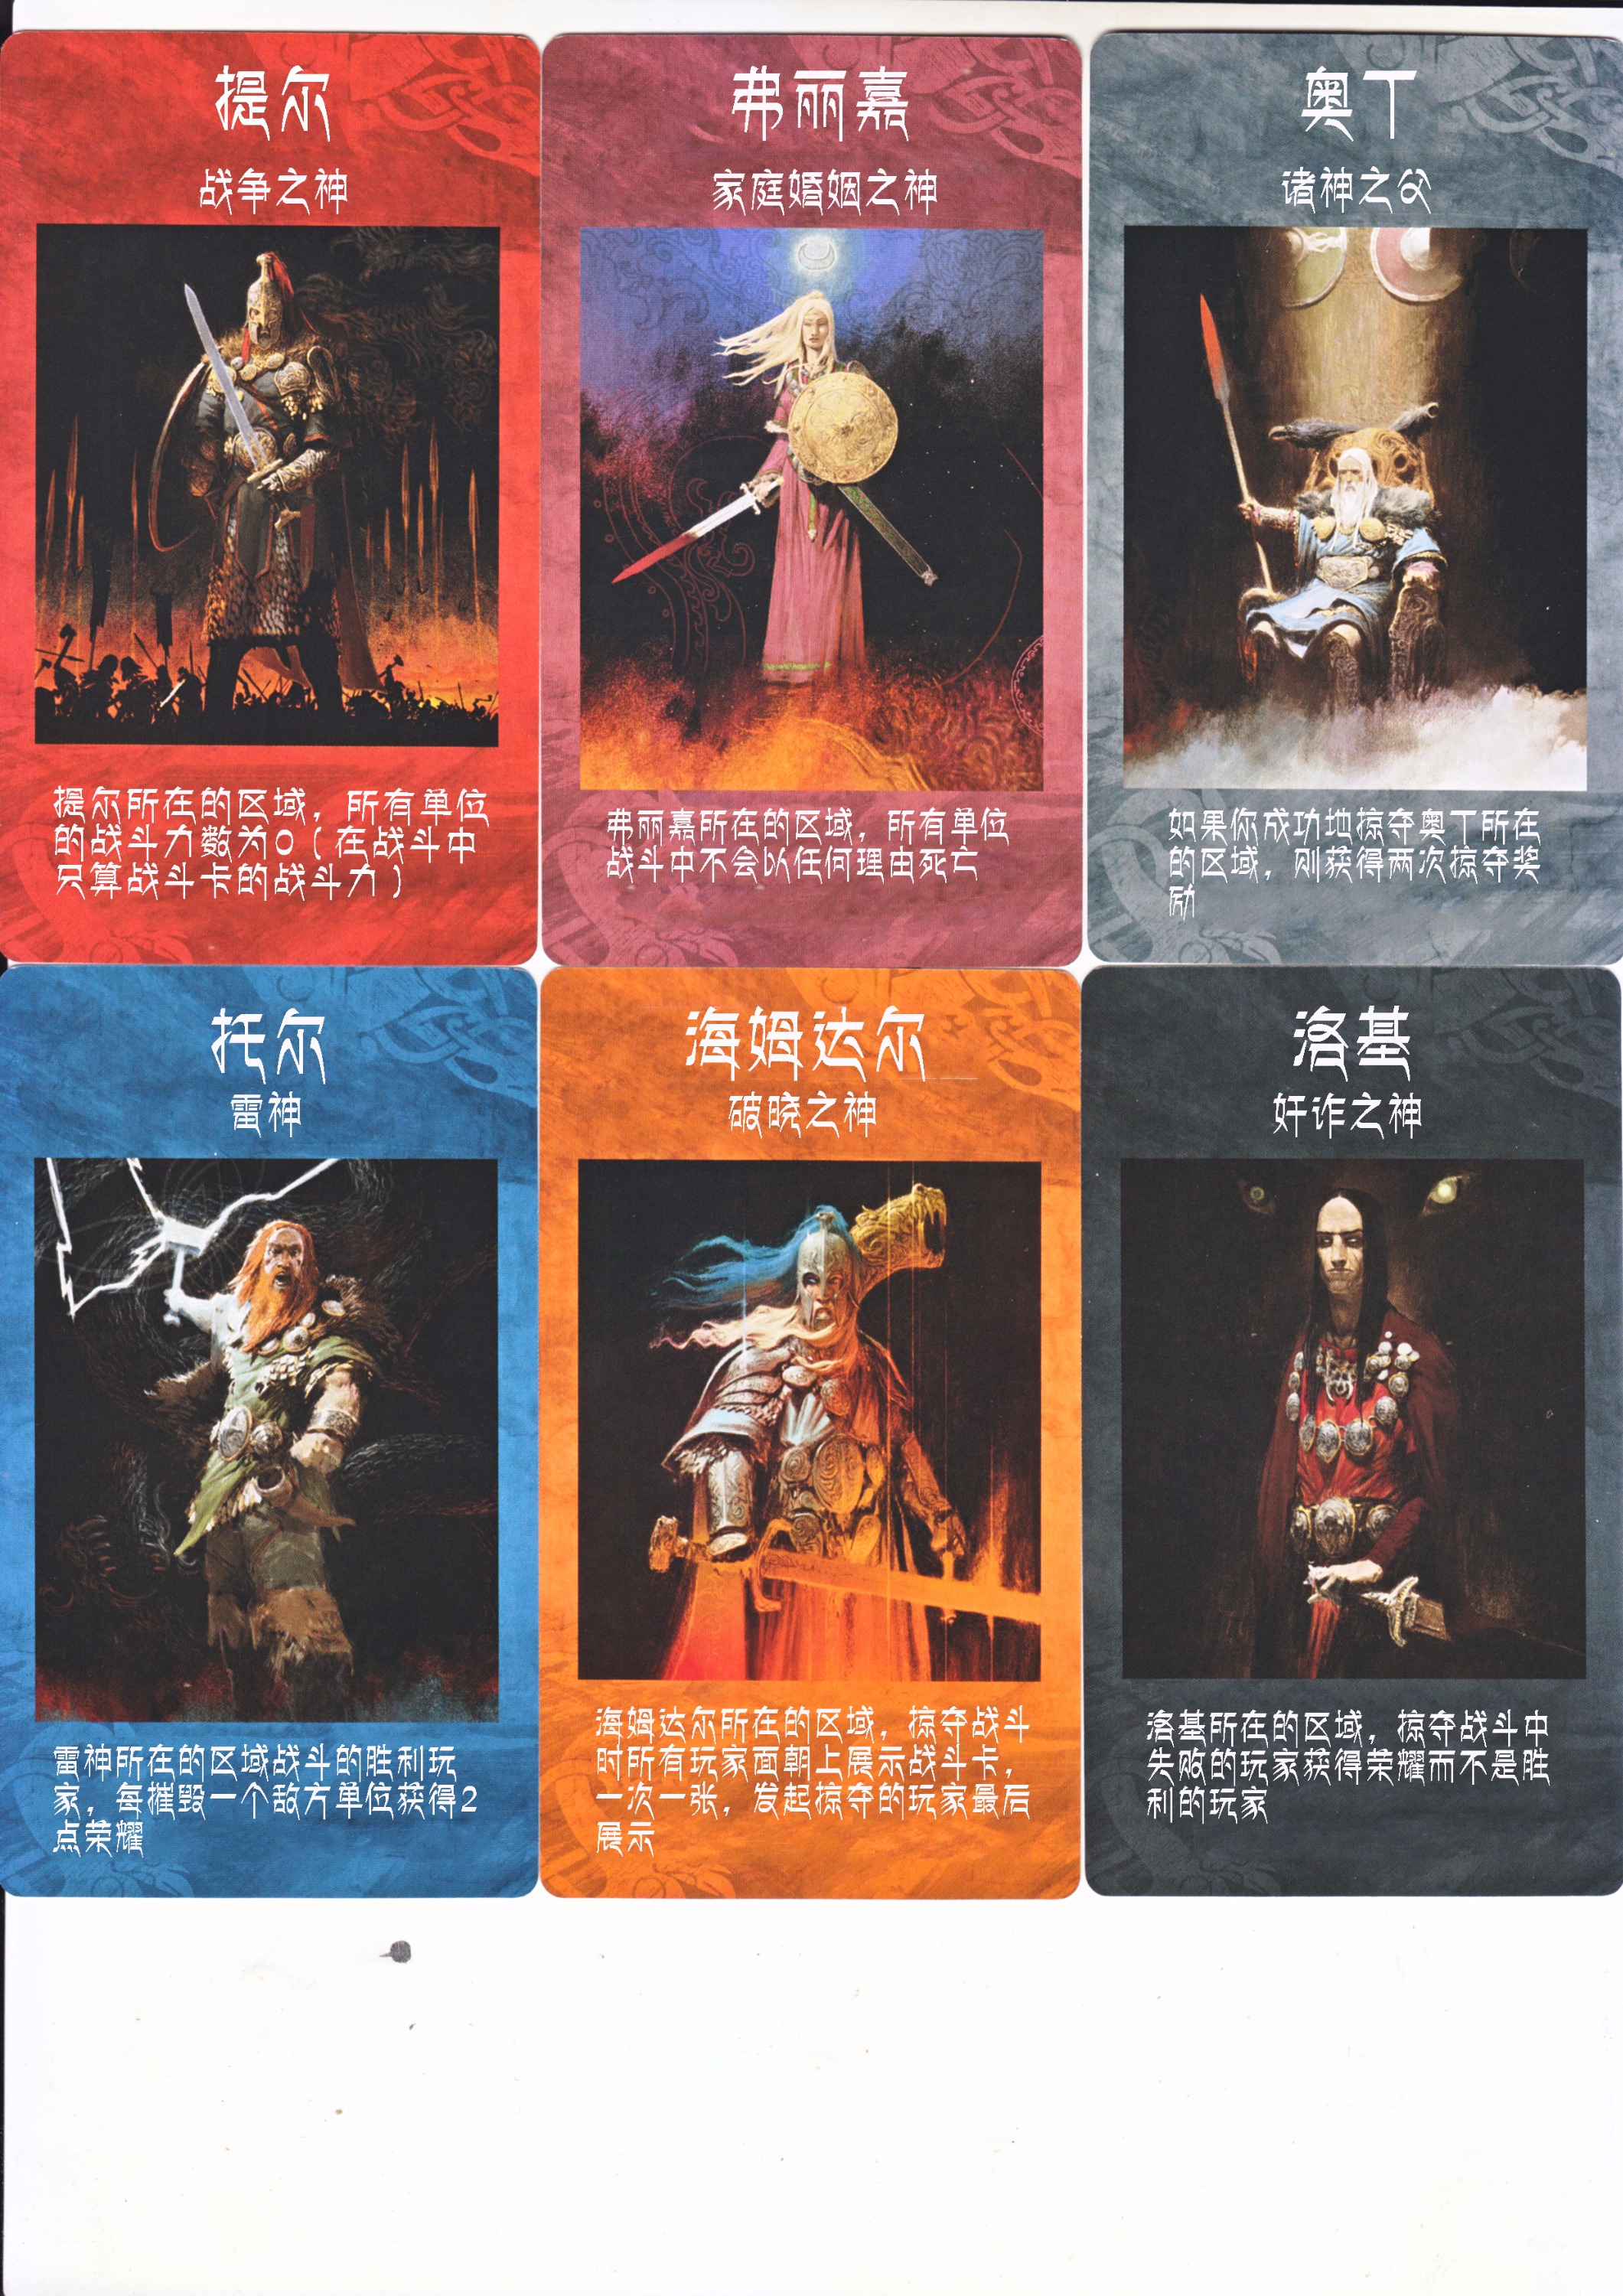 提尔
战争之神
提尔所在的区域，所有单位
的战斗力数为0（在战斗中
只算战斗卡的战斗力）
弗丽嘉
家庭婚姻之神
弗丽嘉所在的区域，所有单位
战斗中不会以任何理由死亡
奥丁
诸神之父
如果你成功地掠夺奥丁所在
的区域，则获得两次掠夺奖
励
托尔
雷神
雷神所在的区域战斗的胜利玩
家，每摧毁一个敌方单位获得2
点荣耀
海姆达尔
破晓之神
海姆达尔所在的区域，掠夺战斗
时所有玩家面朝上展示战斗卡，
一次一张，发起掠夺的玩家最后
展示
洛基
奸诈之神
洛基所在的区域，掠夺战斗中
失败的玩家获得荣耀而不是胜
利的玩家